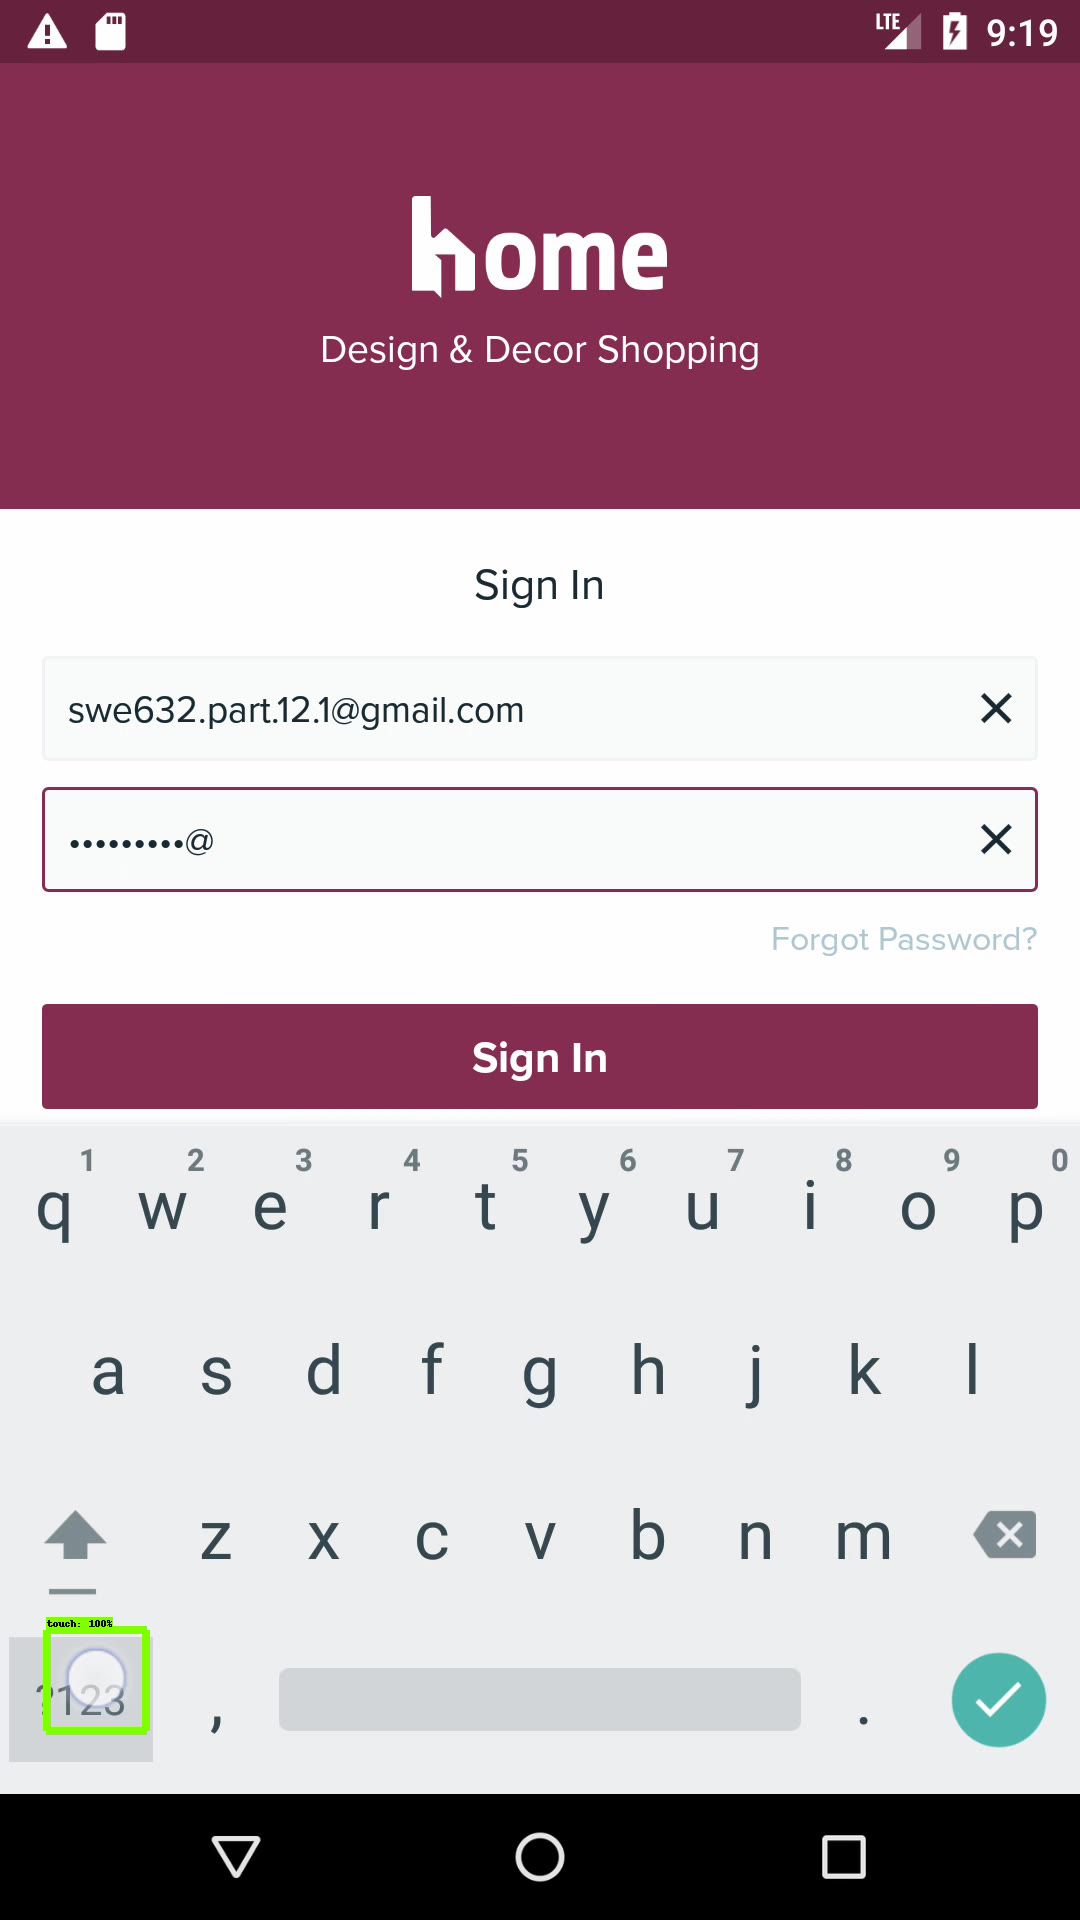 LTE 9:19
home
Design & Decor Shopping
Sign In
swe632.part.12.1@gmail.com
•••••••••@
Forgot Password?
Sign In
1 2 3 4 5 6 7 8 9 0
q w e r t y u i o p
a s d f g h j k l
z x c v b n m
touch: 100%
?123 , .